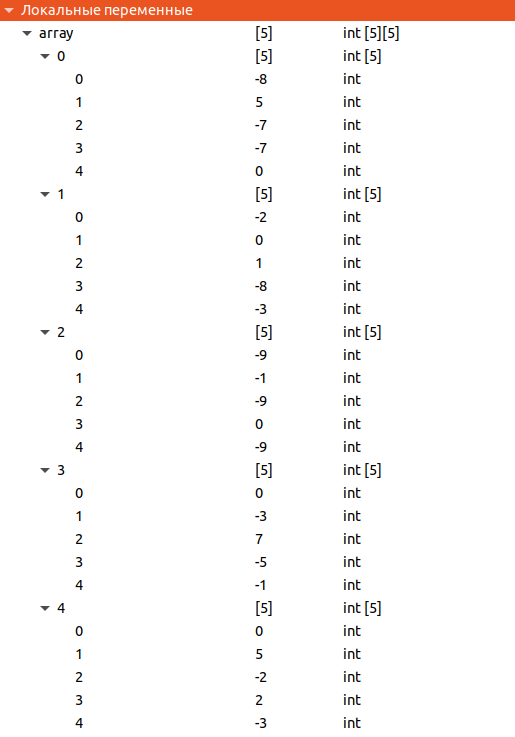 Локальные переменные
array [5] int [5][5]
0 [5] int [5]
0 -8 int
1 5 int
2 -7 int
3 -7 int
4 0 int
1 [5] int [5]
0 -2 int
1 0 int
2 1 int
3 -8 int
4 -3 int
2 [5] int [5]
0 -9 int
1 -1 int
2 -9 int
3 0 int
4 -9 int
3 [5] int [5]
0 0 int
1 -3 int
2 7 int
3 -5 int
4 -1 int
4 [5] int [5]
0 0 int
1 5 int
2 -2 int
3 2 int
4 -3 int